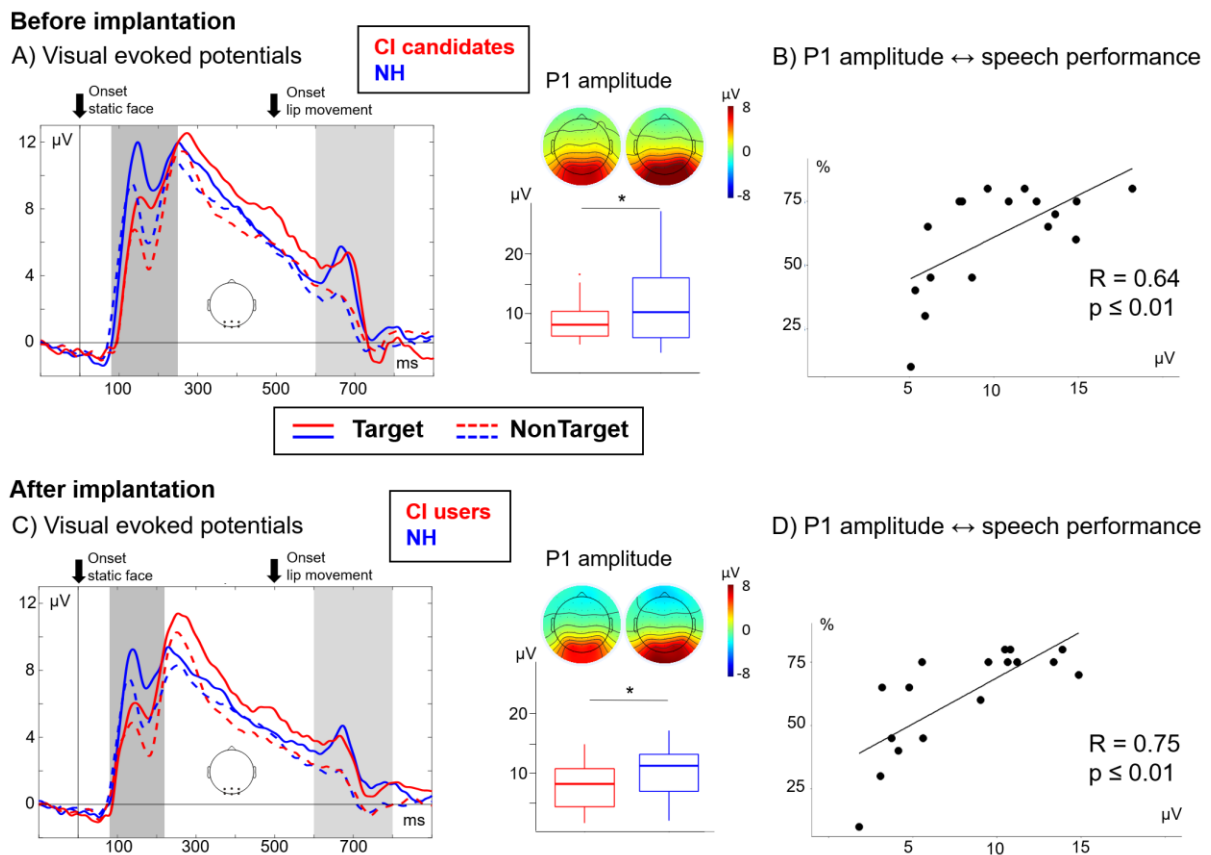 Before implantation
A) Visual evoked potentials
CI candidates
NH
Onset
static face
Onset
lip movement
µV
12
8
4
0
100
300
500
700
ms
P1 amplitude
µV
8
0
-8
µV
20
10
*
B) P1 amplitude ↔ speech performance
%
75
50
25
5
10
15
µV
R = 0.64
p ≤ 0.01
Target
NonTarget
After implantation
C) Visual evoked potentials
CI users
NH
Onset
static face
Onset
lip movement
µV
12
8
4
0
100
300
500
700
ms
P1 amplitude
µV
8
0
-8
µV
20
10
*
D) P1 amplitude ↔ speech performance
%
75
50
25
5
10
15
µV
R = 0.75
p ≤ 0.01